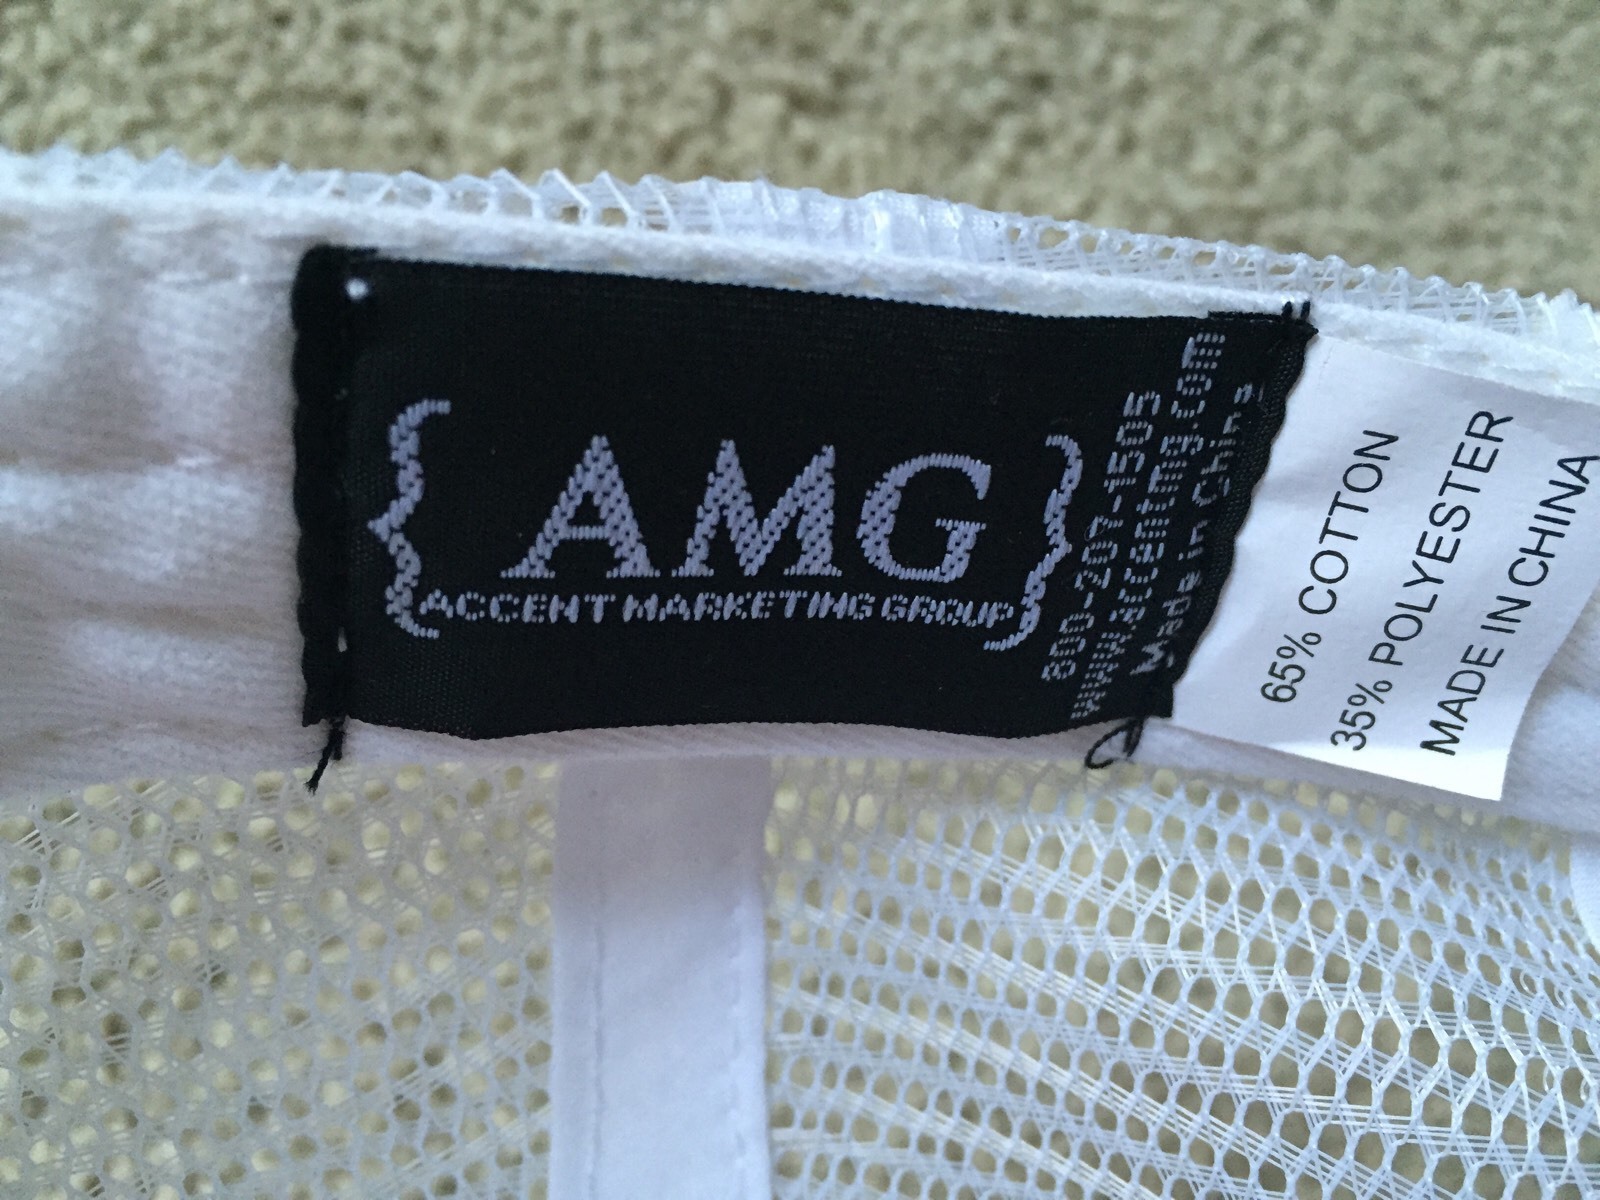 { AMG }
ACCENT MARKETING GROUP
800-207-1505
www.accentmg.com
Made in China
65% COTTON
35% POLYESTER
MADE IN CHINA